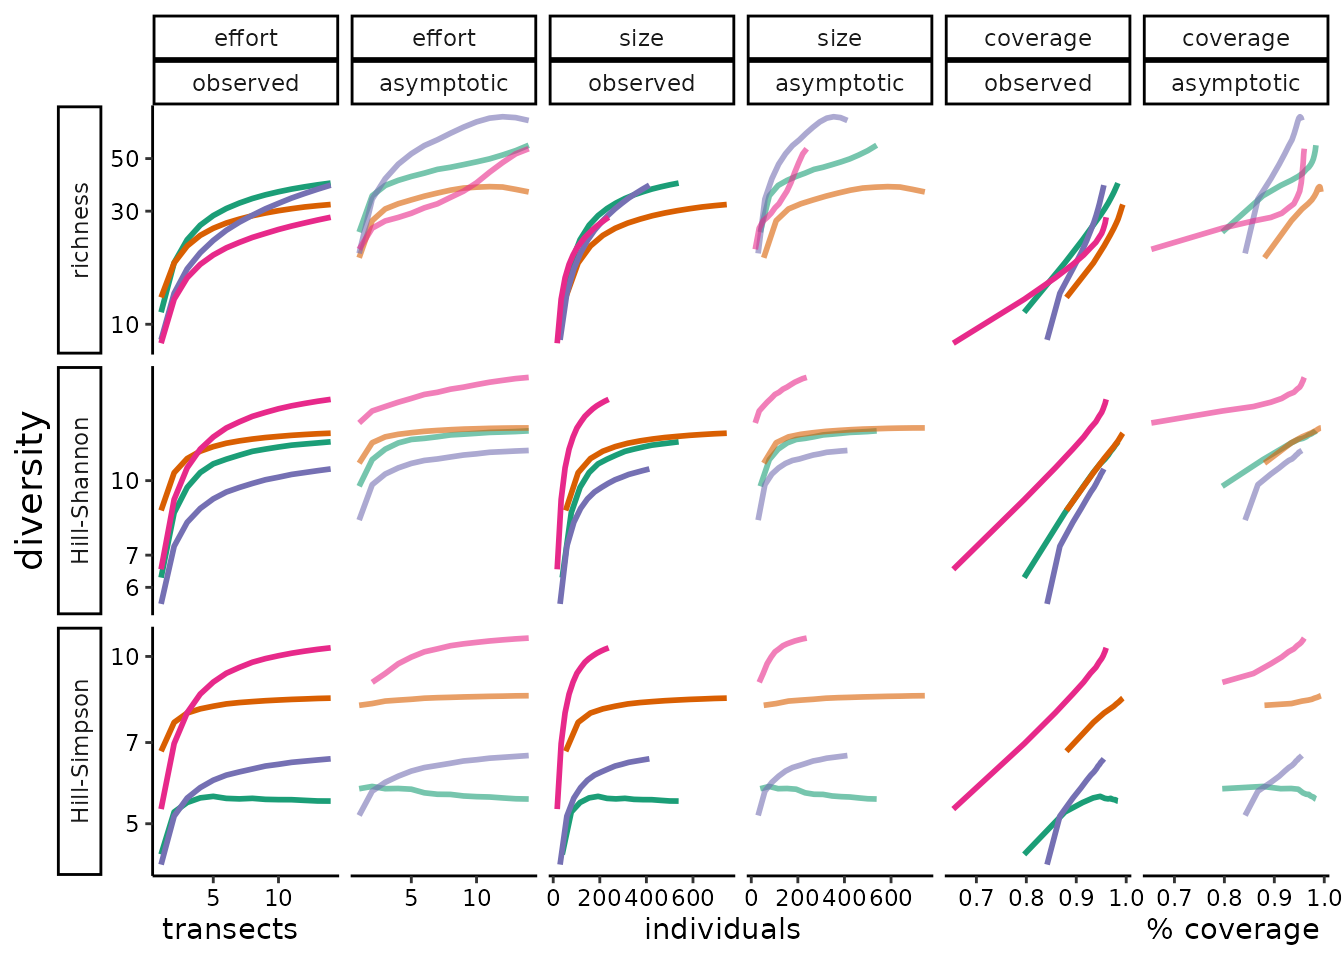 effort effort size size coverage coverage
observed asymptotic observed asymptotic observed asymptotic
richness
50
30
10
diversity
Hill-Shannon
10
7
6
Hill-Simpson
10
7
5
5 10 5 10 0 200 400 600 0 200 400 600 0.7 0.8 0.9 1.0 0.7 0.8 0.9 1.0
transects individuals % coverage